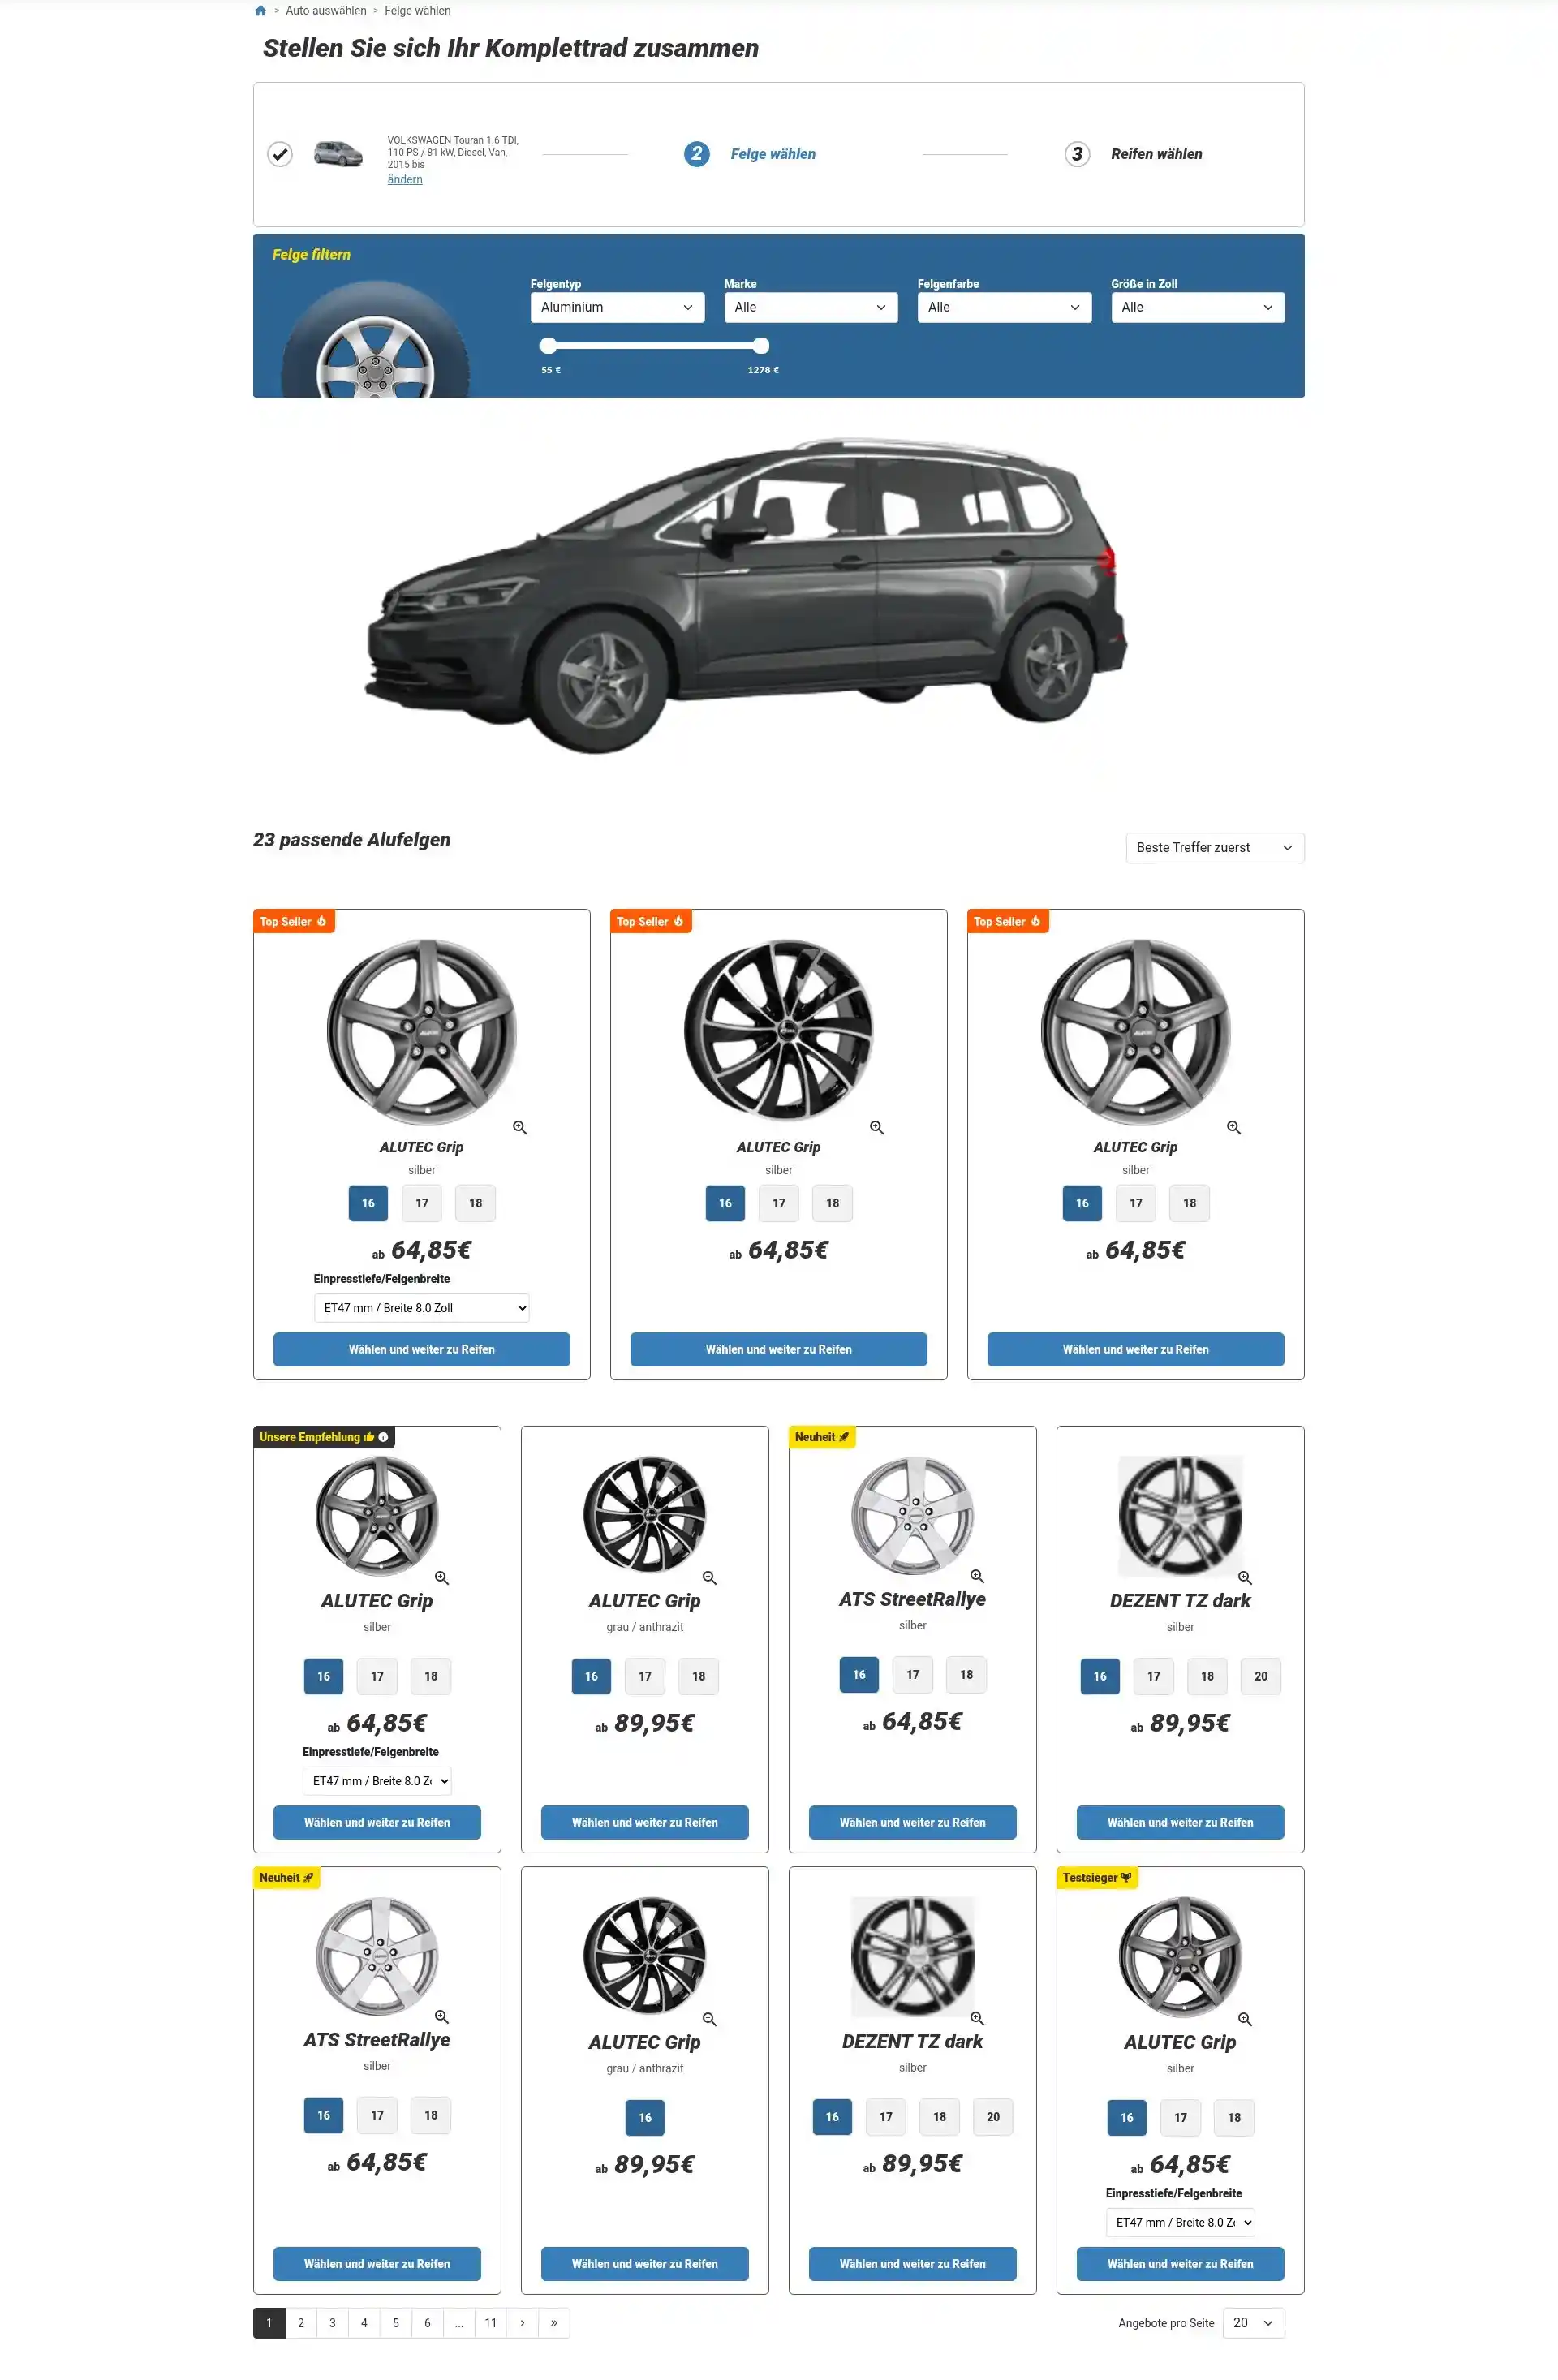 > Auto auswählen > Felge wählen
Stellen Sie sich Ihr Komplettrad zusammen
VOLKSWAGEN Touran 1.6 TDI,
110 PS / 81 kW, Diesel, Van,
2015 bis
ändern
2 Felge wählen
3 Reifen wählen
Felge filtern
Felgentyp Marke Felgenfarbe Größe in Zoll
Aluminium Alle Alle Alle
55 € 1278 €
23 passende Alufelgen
Beste Treffer zuerst
Top Seller Top Seller Top Seller
ALUTEC Grip ALUTEC Grip ALUTEC Grip
silber silber silber
16 17 18 16 17 18 16 17 18
ab 64,85€ ab 64,85€ ab 64,85€
Einpresstiefe/Felgenbreite
ET47 mm / Breite 8.0 Zoll
Wählen und weiter zu Reifen Wählen und weiter zu Reifen Wählen und weiter zu Reifen
Unsere Empfehlung Neuheit
ALUTEC Grip ALUTEC Grip ATS StreetRallye DEZENT TZ dark
silber grau / anthrazit silber silber
16 17 18 16 17 18 16 17 18 16 17 18 20
ab 64,85€ ab 89,95€ ab 64,85€ ab 89,95€
Einpresstiefe/Felgenbreite
ET47 mm / Breite 8.0 Zo
Wählen und weiter zu Reifen Wählen und weiter zu Reifen Wählen und weiter zu Reifen Wählen und weiter zu Reifen
Neuheit Testsieger
ATS StreetRallye ALUTEC Grip DEZENT TZ dark ALUTEC Grip
silber grau / anthrazit silber silber
16 17 18 16 16 17 18 20 16 17 18
ab 64,85€ ab 89,95€ ab 89,95€ ab 64,85€
Einpresstiefe/Felgenbreite
ET47 mm / Breite 8.0 Zo
Wählen und weiter zu Reifen Wählen und weiter zu Reifen Wählen und weiter zu Reifen Wählen und weiter zu Reifen
1 2 3 4 5 6 ... 11 › »
Angebote pro Seite 20